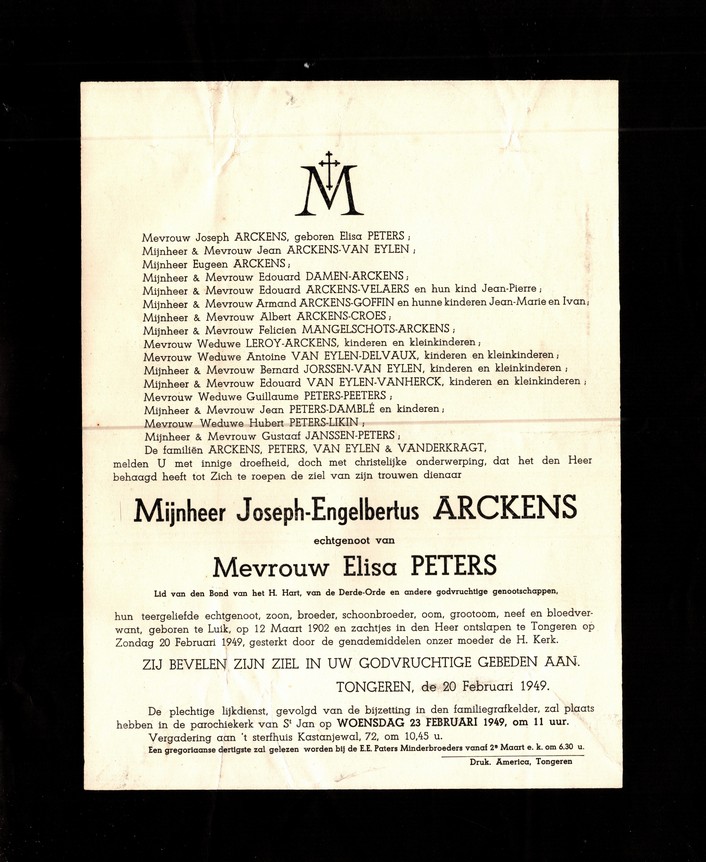 M
Mevrouw Joseph ARCKENS, geboren Elisa PETERS ;
Mijnheer & Mevrouw Jean ARCKENS-VAN EYLEN ;
Mijnheer Eugeen ARCKENS ;
Mijnheer & Mevrouw Edouard DAMEN-ARCKENS ;
Mijnheer & Mevrouw Edouard ARCKENS-VELAERS en hun kind Jean-Pierre ;
Mijnheer & Mevrouw Armand ARCKENS-GOFFIN en hunne kinderen Jean-Marie en Ivan ;
Mijnheer & Mevrouw Albert ARCKENS-CROES ;
Mijnheer & Mevrouw Felicien MANGELSCHOTS-ARCKENS ;
Mevrouw Weduwe LEROY-ARCKENS, kinderen en kleinkinderen ;
Mevrouw Weduwe Antoine VAN EYLEN-DELVAUX, kinderen en kleinkinderen ;
Mijnheer & Mevrouw Bernard JORSSEN-VAN EYLEN, kinderen en kleinkinderen ;
Mijnheer & Mevrouw Edouard VAN EYLEN-VANHERCK, kinderen en kleinkinderen ;
Mevrouw Weduwe Guillaume PETERS-PEETERS ;
Mijnheer & Mevrouw Jean PETERS-DAMBLÉ en kinderen ;
Mevrouw Weduwe Hubert PETERS-LIKIN ;
Mijnheer & Mevrouw Gustaaf JANSSEN-PETERS ;
De familiën ARCKENS, PETERS, VAN EYLEN & VANDERKRAGT,
melden U met innige droefheid, doch met christelijke onderwerping, dat het den Heer
behaagd heeft tot Zich te roepen de ziel van zijn trouwen dienaar
Mijnheer Joseph-Engelbertus ARCKENS
echtgenoot van
Mevrouw Elisa PETERS
Lid van den Bond van het H. Hart, van de Derde-Orde en andere godvruchtige genootschappen,
hun teergeliefde echtgenoot, zoon, broeder, schoonbroeder, oom, grootoom, neef en bloedver-
want, geboren te Luik, op 12 Maart 1902 en zachtjes in den Heer ontslapen te Tongeren op
Zondag 20 Februari 1949, gesterkt door de genademiddelen onzer moeder de H. Kerk.
ZIJ BEVELEN ZIJN ZIEL IN UW GODVRUCHTIGE GEBEDEN AAN.
TONGEREN, de 20 Februari 1949.
De plechtige lijkdienst, gevolgd van de bijzetting in den familiegrafkelder, zal plaats
hebben in de parochiekerk van St Jan op WOENSDAG 23 FEBRUARI 1949, om 11 uur.
Vergadering aan 't sterfhuis Kastanjewal, 72, om 10,45 u.
Een gregoriaanse dertigste zal gelezen worden bij de E.E. Paters Minderbroeders vanaf 2e Maart e. k. om 6.30 u.
Druk. America, Tongeren